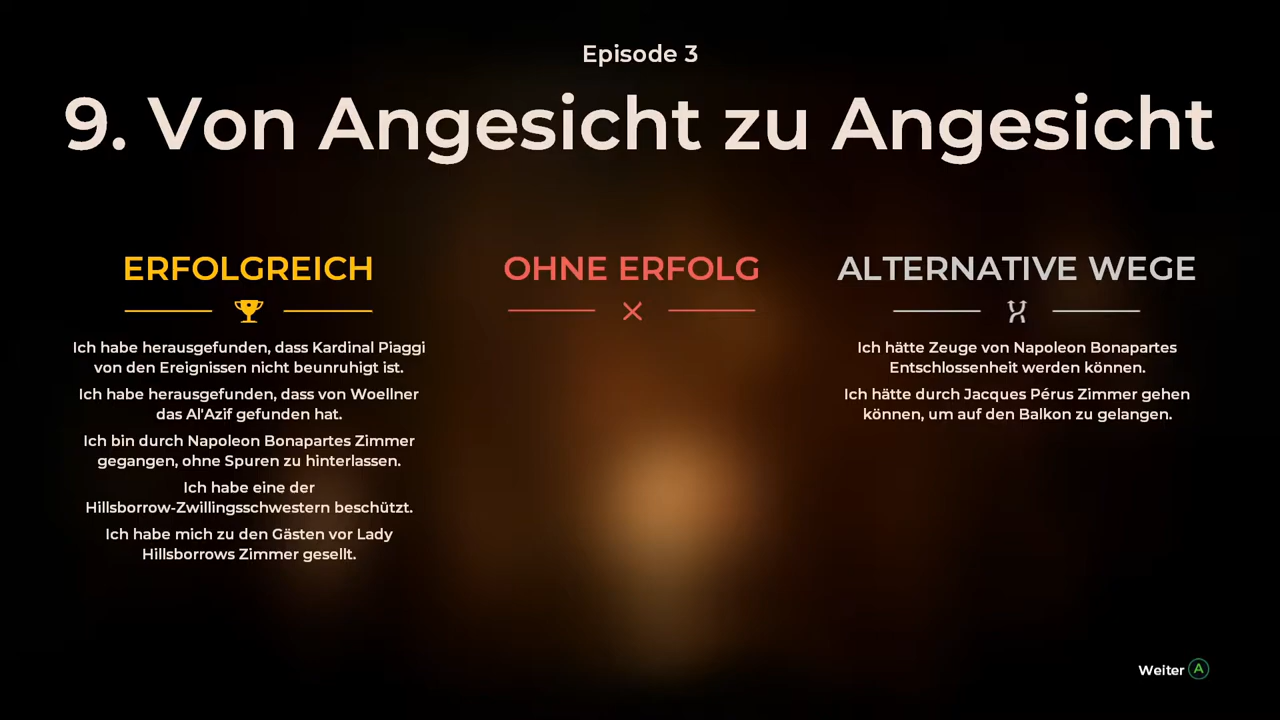 Episode 3
9. Von Angesicht zu Angesicht
ERFOLGREICH
Ich habe herausgefunden, dass Kardinal Piaggi
von den Ereignissen nicht beunruhigt ist.
Ich habe herausgefunden, dass von Woellner
das Al'Azif gefunden hat.
Ich bin durch Napoleon Bonapartes Zimmer
gegangen, ohne Spuren zu hinterlassen.
Ich habe eine der
Hillsborrow-Zwillingsschwestern beschützt.
Ich habe mich zu den Gästen vor Lady
Hillsborrows Zimmer gesellt.
OHNE ERFOLG
ALTERNATIVE WEGE
Ich hätte Zeuge von Napoleon Bonapartes
Entschlossenheit werden können.
Ich hätte durch Jacques Pérus Zimmer gehen
können, um auf den Balkon zu gelangen.
Weiter A